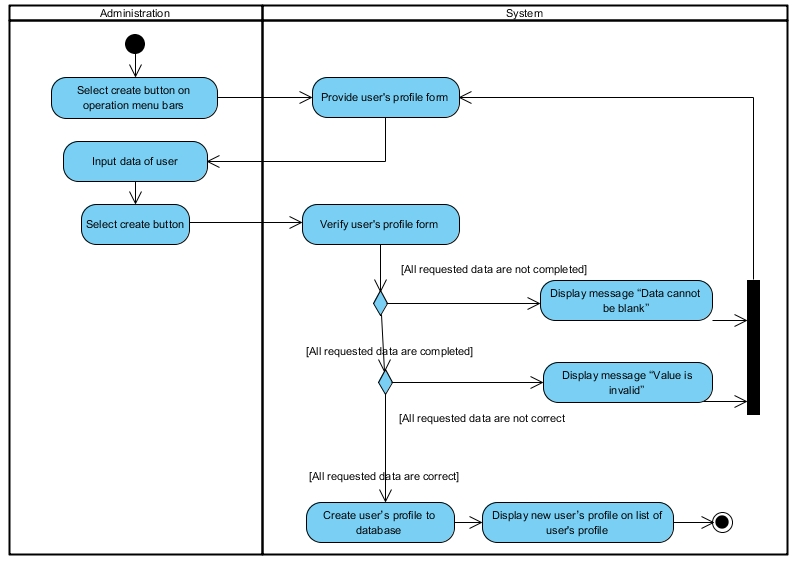 Administration
System
Select create button on
operation menu bars
Provide user's profile form
Input data of user
Select create button
Verify user's profile form
[All requested data are not completed]
Display message “Data cannot
be blank”
[All requested data are completed]
Display message “Value is
invalid”
[All requested data are not correct
[All requested data are correct]
Create user’s profile to
database
Display new user’s profile on list of
user's profile